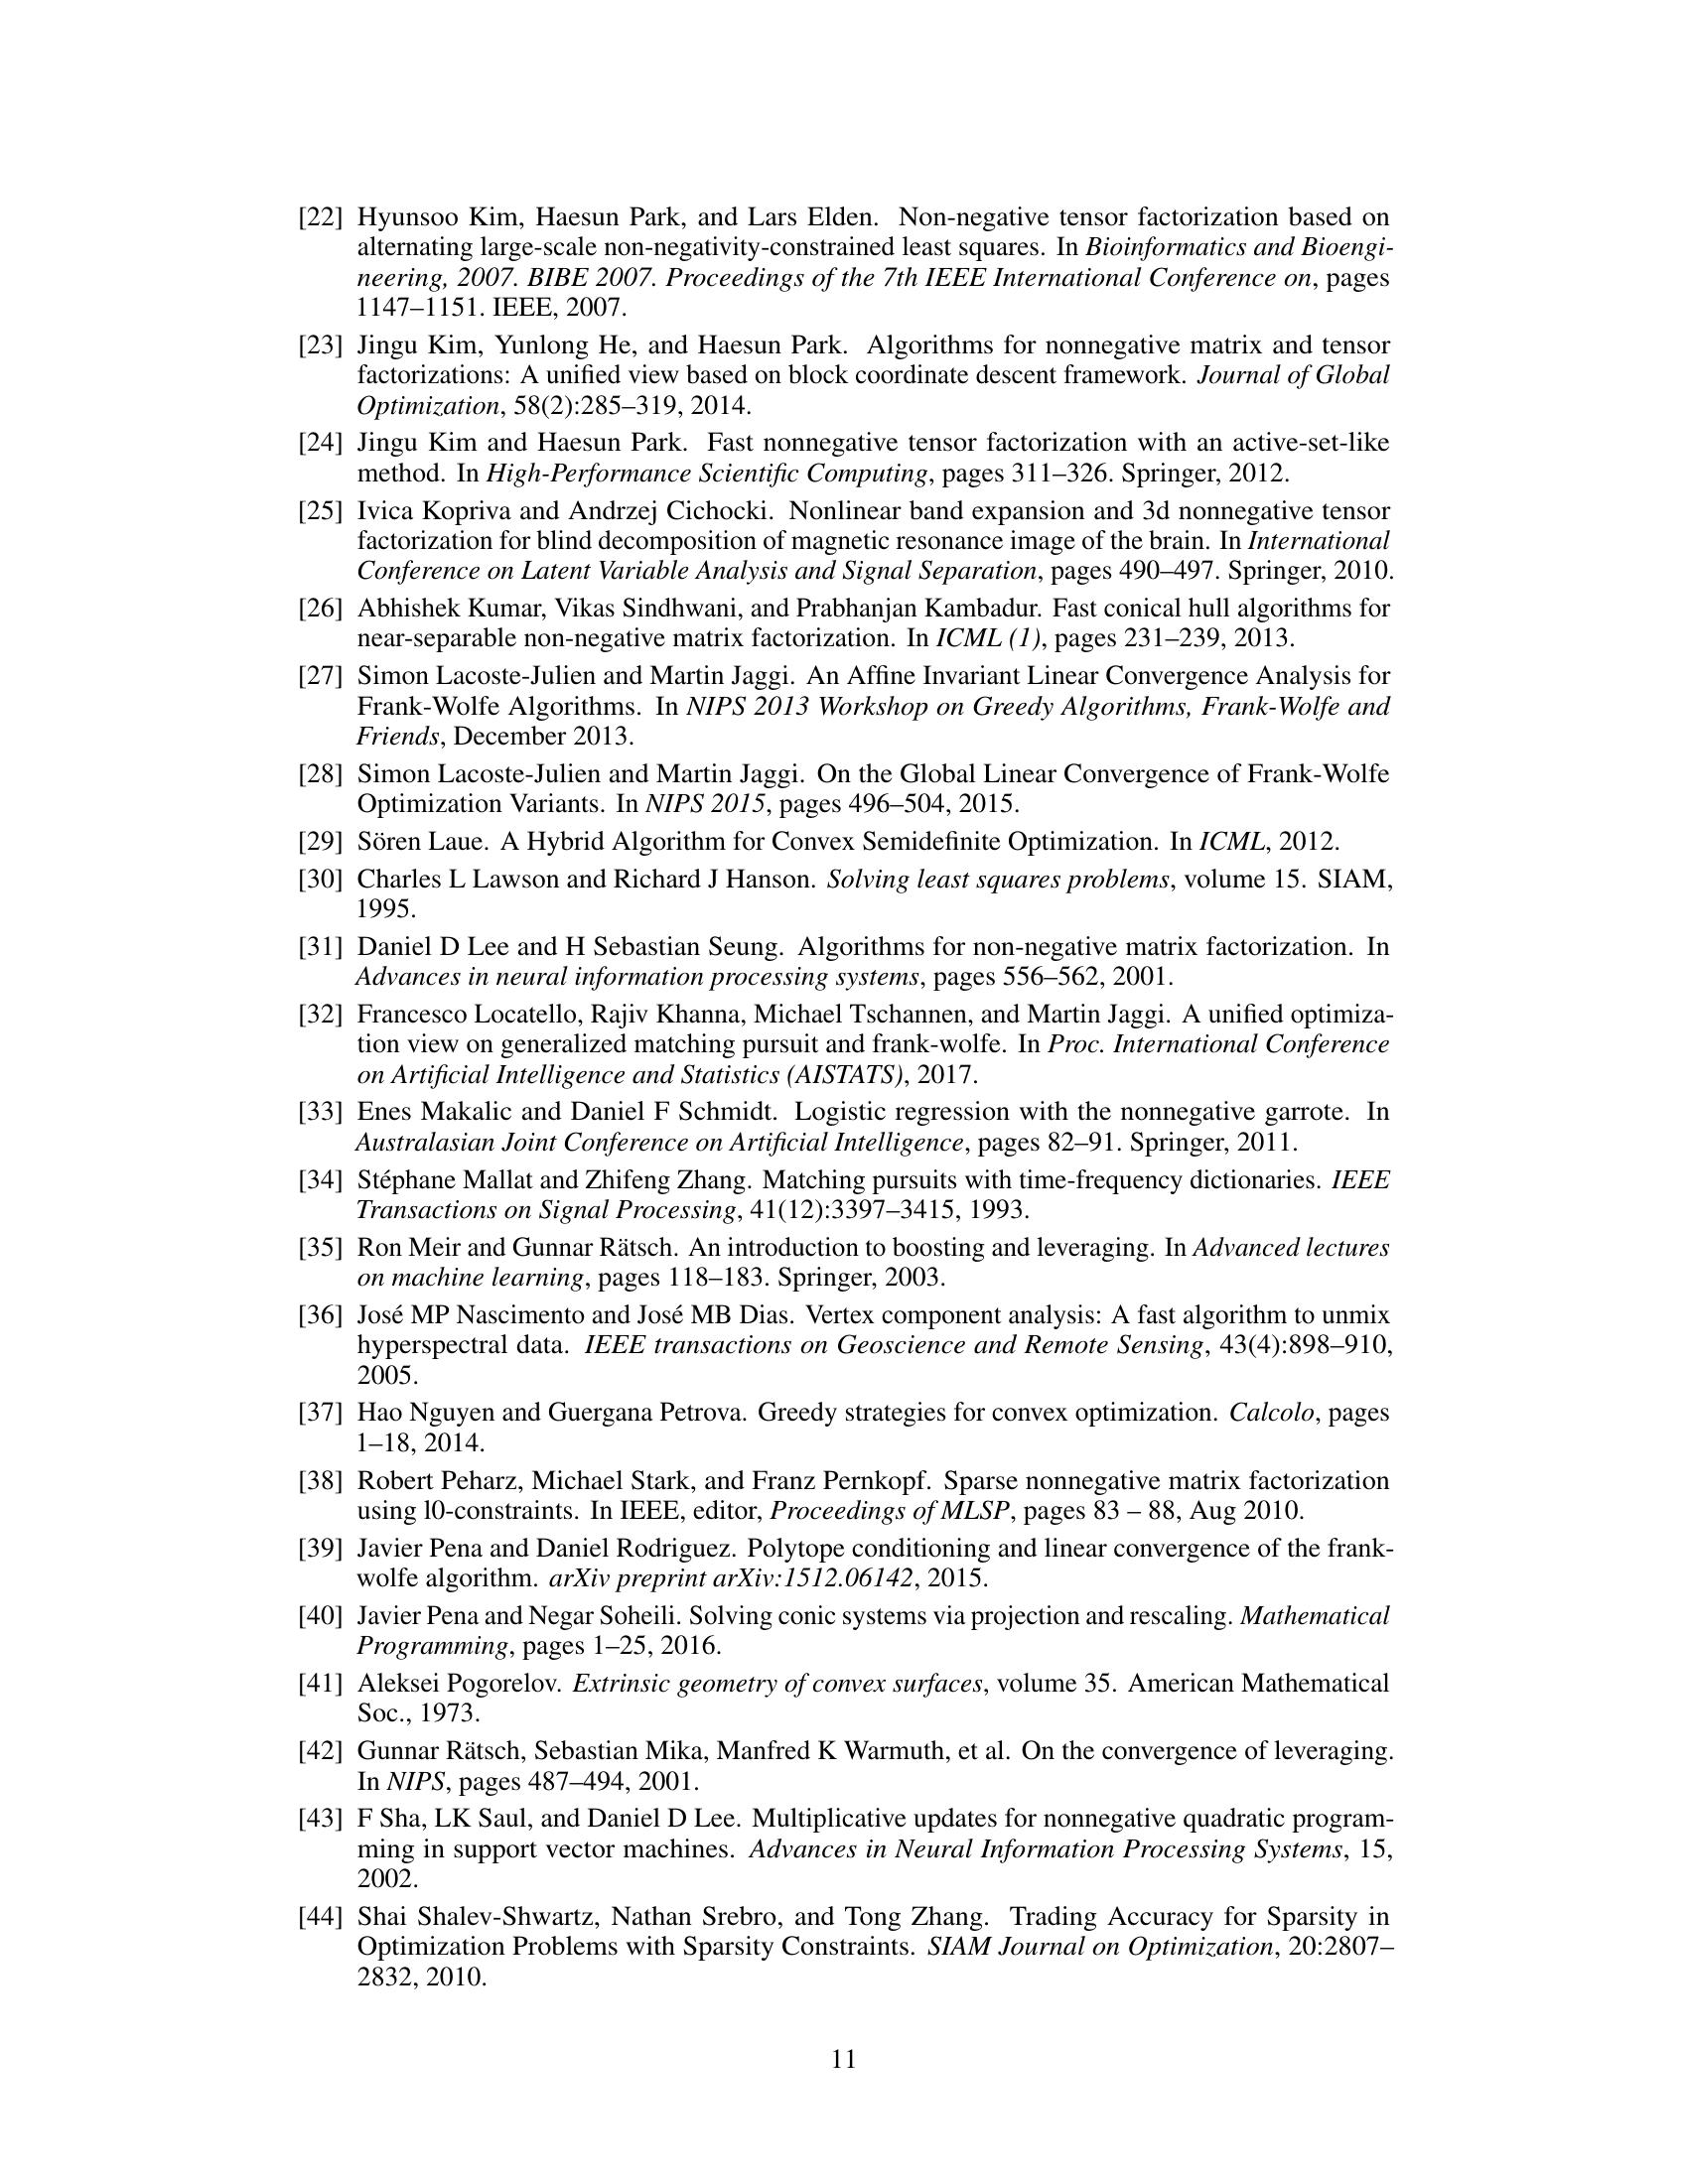 [22] Hyunsoo Kim, Haesun Park, and Lars Elden. Non-negative tensor factorization based on
alternating large-scale non-negativity-constrained least squares. In Bioinformatics and Bioengi-
neering, 2007. BIBE 2007. Proceedings of the 7th IEEE International Conference on, pages
1147–1151. IEEE, 2007.
[23] Jingu Kim, Yunlong He, and Haesun Park. Algorithms for nonnegative matrix and tensor
factorizations: A unified view based on block coordinate descent framework. Journal of Global
Optimization, 58(2):285–319, 2014.
[24] Jingu Kim and Haesun Park. Fast nonnegative tensor factorization with an active-set-like
method. In High-Performance Scientific Computing, pages 311–326. Springer, 2012.
[25] Ivica Kopriva and Andrzej Cichocki. Nonlinear band expansion and 3d nonnegative tensor
factorization for blind decomposition of magnetic resonance image of the brain. In International
Conference on Latent Variable Analysis and Signal Separation, pages 490–497. Springer, 2010.
[26] Abhishek Kumar, Vikas Sindhwani, and Prabhanjan Kambadur. Fast conical hull algorithms for
near-separable non-negative matrix factorization. In ICML (1), pages 231–239, 2013.
[27] Simon Lacoste-Julien and Martin Jaggi. An Affine Invariant Linear Convergence Analysis for
Frank-Wolfe Algorithms. In NIPS 2013 Workshop on Greedy Algorithms, Frank-Wolfe and
Friends, December 2013.
[28] Simon Lacoste-Julien and Martin Jaggi. On the Global Linear Convergence of Frank-Wolfe
Optimization Variants. In NIPS 2015, pages 496–504, 2015.
[29] Sören Laue. A Hybrid Algorithm for Convex Semidefinite Optimization. In ICML, 2012.
[30] Charles L Lawson and Richard J Hanson. Solving least squares problems, volume 15. SIAM,
1995.
[31] Daniel D Lee and H Sebastian Seung. Algorithms for non-negative matrix factorization. In
Advances in neural information processing systems, pages 556–562, 2001.
[32] Francesco Locatello, Rajiv Khanna, Michael Tschannen, and Martin Jaggi. A unified optimiza-
tion view on generalized matching pursuit and frank-wolfe. In Proc. International Conference
on Artificial Intelligence and Statistics (AISTATS), 2017.
[33] Enes Makalic and Daniel F Schmidt. Logistic regression with the nonnegative garrote. In
Australasian Joint Conference on Artificial Intelligence, pages 82–91. Springer, 2011.
[34] Stéphane Mallat and Zhifeng Zhang. Matching pursuits with time-frequency dictionaries. IEEE
Transactions on Signal Processing, 41(12):3397–3415, 1993.
[35] Ron Meir and Gunnar Rätsch. An introduction to boosting and leveraging. In Advanced lectures
on machine learning, pages 118–183. Springer, 2003.
[36] José MP Nascimento and José MB Dias. Vertex component analysis: A fast algorithm to unmix
hyperspectral data. IEEE transactions on Geoscience and Remote Sensing, 43(4):898–910,
2005.
[37] Hao Nguyen and Guergana Petrova. Greedy strategies for convex optimization. Calcolo, pages
1–18, 2014.
[38] Robert Peharz, Michael Stark, and Franz Pernkopf. Sparse nonnegative matrix factorization
using l0-constraints. In IEEE, editor, Proceedings of MLSP, pages 83 – 88, Aug 2010.
[39] Javier Pena and Daniel Rodriguez. Polytope conditioning and linear convergence of the frank-
wolfe algorithm. arXiv preprint arXiv:1512.06142, 2015.
[40] Javier Pena and Negar Soheili. Solving conic systems via projection and rescaling. Mathematical
Programming, pages 1–25, 2016.
[41] Aleksei Pogorelov. Extrinsic geometry of convex surfaces, volume 35. American Mathematical
Soc., 1973.
[42] Gunnar Rätsch, Sebastian Mika, Manfred K Warmuth, et al. On the convergence of leveraging.
In NIPS, pages 487–494, 2001.
[43] F Sha, LK Saul, and Daniel D Lee. Multiplicative updates for nonnegative quadratic program-
ming in support vector machines. Advances in Neural Information Processing Systems, 15,
2002.
[44] Shai Shalev-Shwartz, Nathan Srebro, and Tong Zhang. Trading Accuracy for Sparsity in
Optimization Problems with Sparsity Constraints. SIAM Journal on Optimization, 20:2807–
2832, 2010.
11